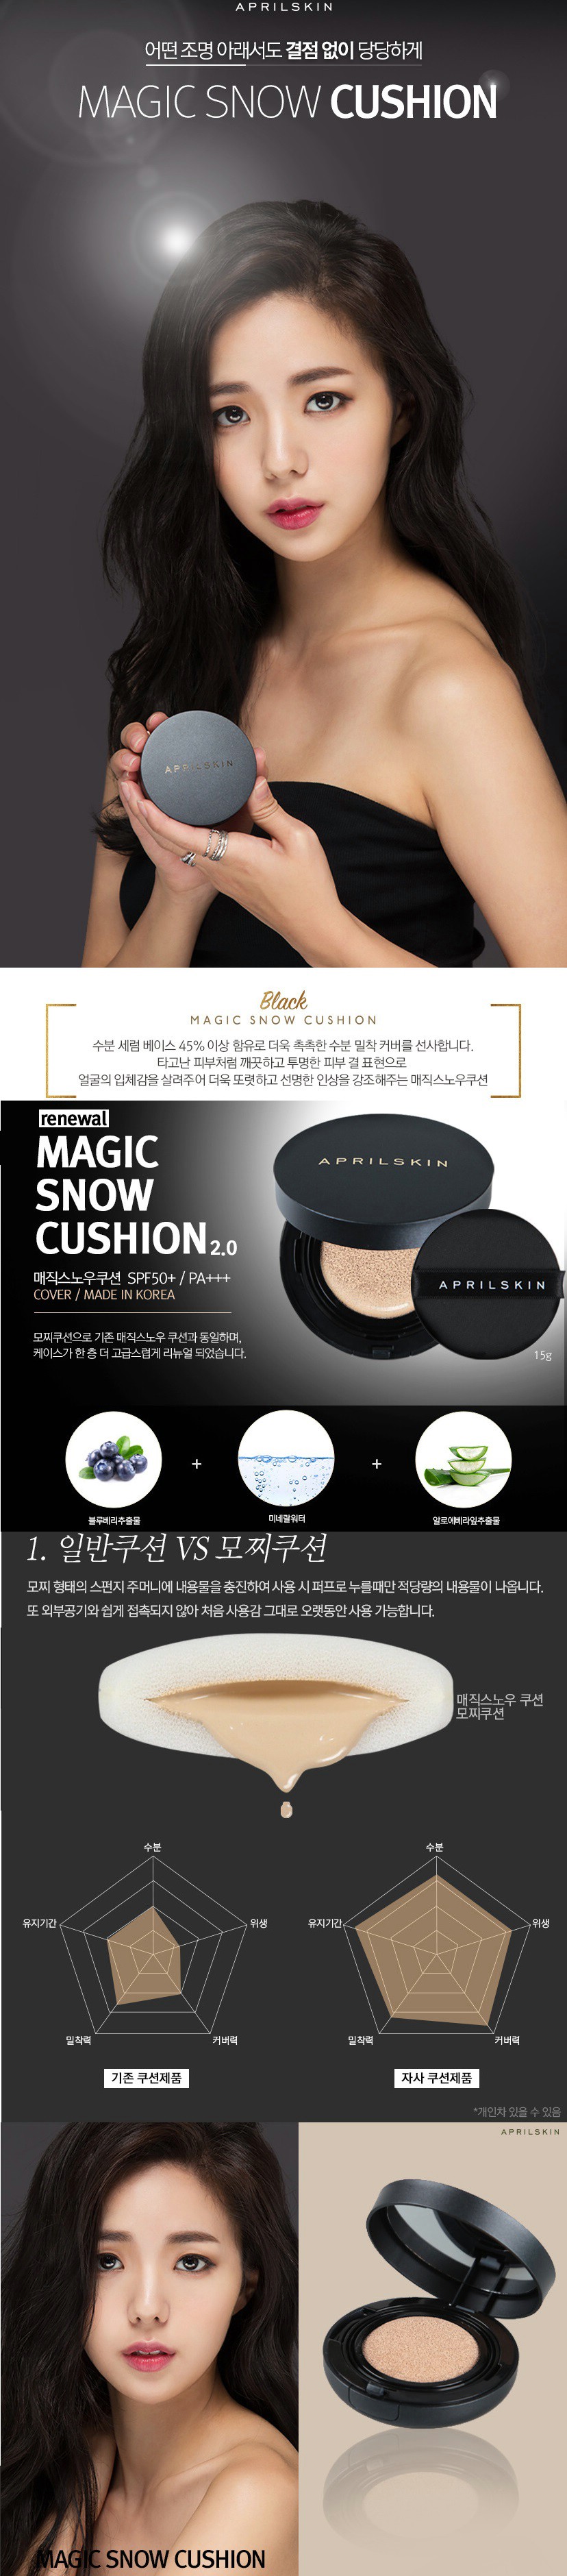 APRILSKIN
어떤 조명 아래서도 결점 없이 당당하게
MAGIC SNOW CUSHION
APRILSKIN
Black
MAGIC SNOW CUSHION
수분 세럼 베이스 45% 이상 함유로 더욱 촉촉한 수분 밀착 커버를 선사합니다.
타고난 피부처럼 깨끗하고 투명한 피부 결 표현으로
얼굴의 입체감을 살려주어 더욱 또렷하고 선명한 인상을 강조해주는 매직스노우쿠션
renewal
MAGIC
SNOW
CUSHION 2.0
매직스노우쿠션 SPF50+ / PA+++
COVER / MADE IN KOREA
모찌쿠션으로 기존 매직스노우 쿠션과 동일하며,
케이스가 한 층 더 고급스럽게 리뉴얼 되었습니다.
APRILSKIN
APRILSKIN
15g
+
+
블루베리추출물
미네랄워터
알로에베라잎추출물
1. 일반쿠션 VS 모찌쿠션
모찌 형태의 스펀지 주머니에 내용물을 충진하여 사용 시 퍼프로 누를때만 적당량의 내용물이 나옵니다.
또 외부공기와 쉽게 접촉되지 않아 처음 사용감 그대로 오랫동안 사용 가능합니다.
매직스노우 쿠션
모찌쿠션
수분
유지기간
위생
밀착력
커버력
기존 쿠션제품
수분
유지기간
위생
밀착력
커버력
자사 쿠션제품
*개인차 있을 수 있음
APRILSKIN
MAGIC SNOW CUSHION